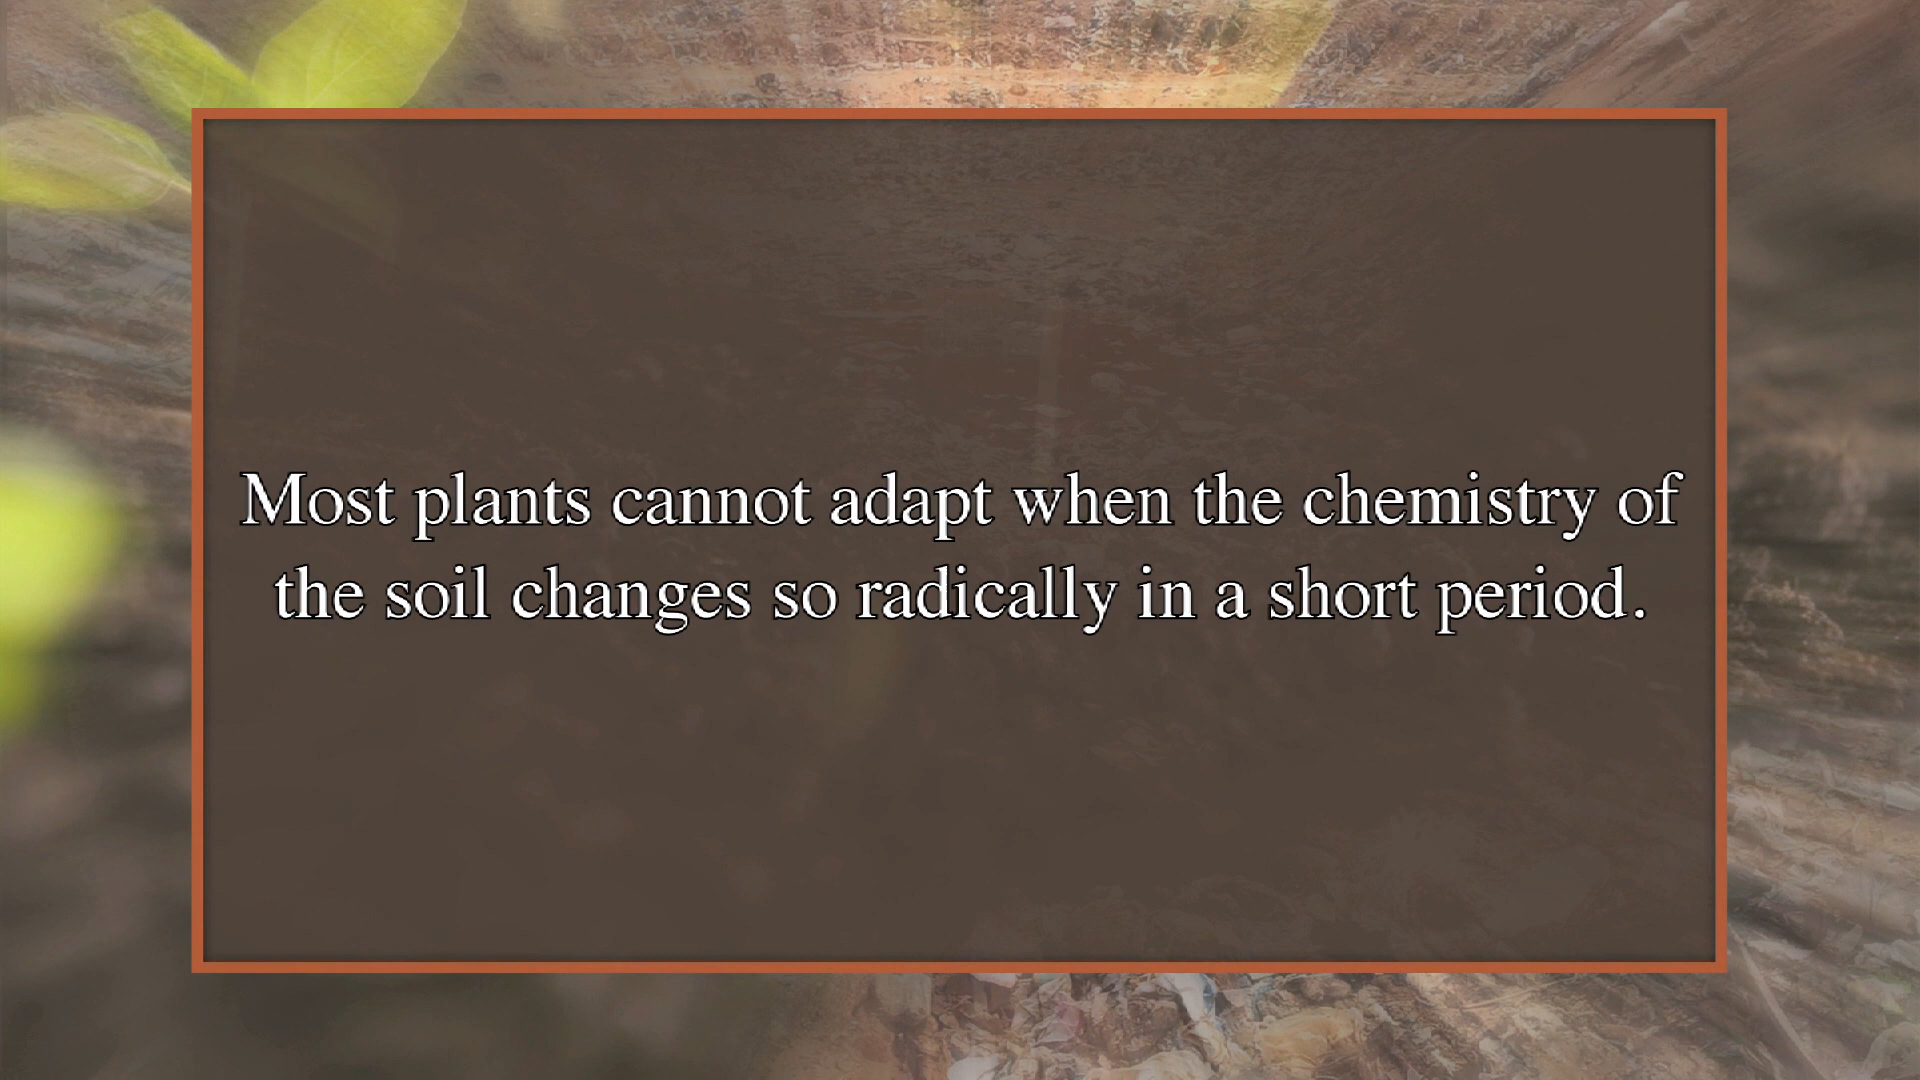 Most plants cannot adapt when the chemistry of
the soil changes so radically in a short period.